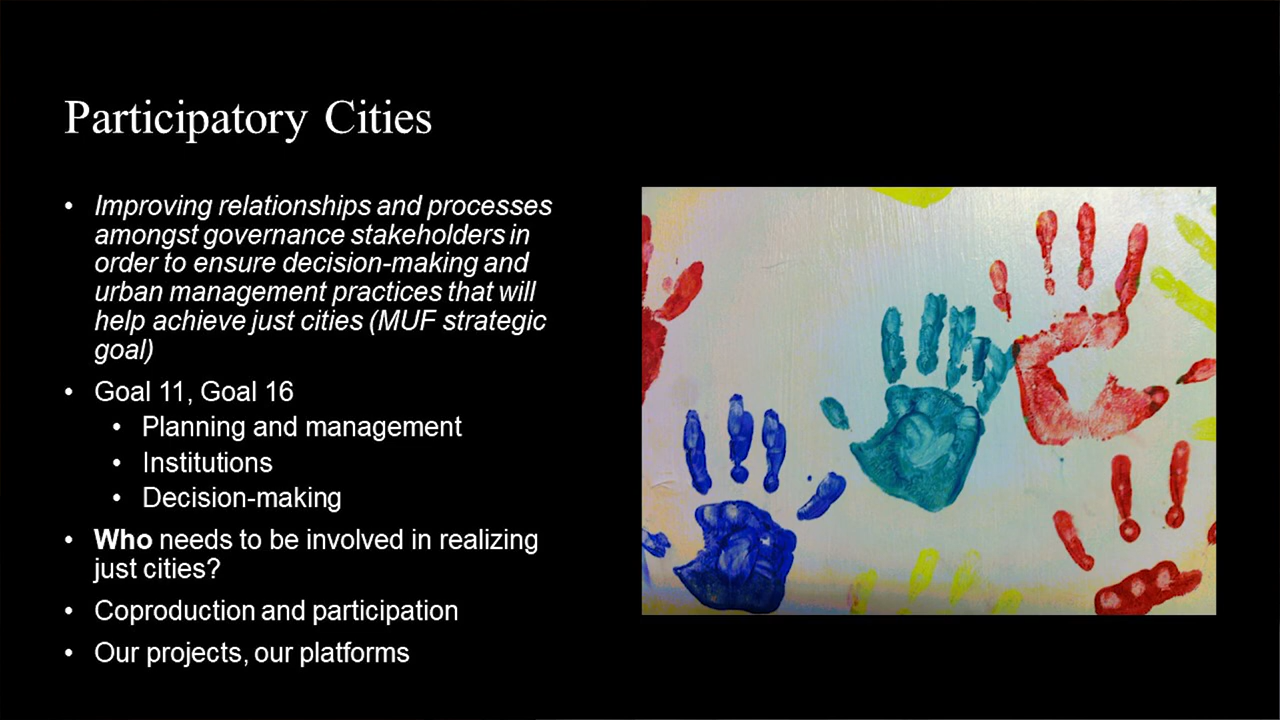 Participatory Cities
• Improving relationships and processes
amongst governance stakeholders in
order to ensure decision-making and
urban management practices that will
help achieve just cities (MUF strategic
goal)
• Goal 11, Goal 16
• Planning and management
• Institutions
• Decision-making
• Who needs to be involved in realizing
just cities?
• Coproduction and participation
• Our projects, our platforms